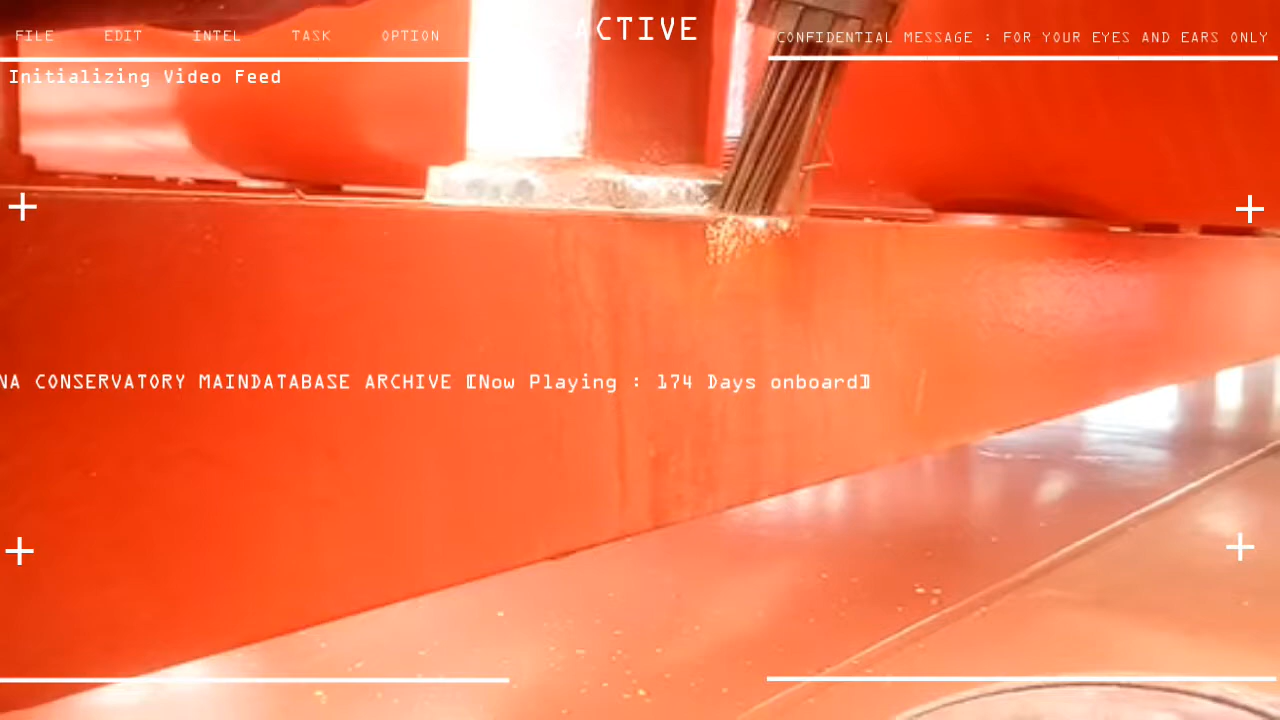 FILE EDIT INTEL TASK OPTION
ACTIVE
CONFIDENTIAL MESSAGE : FOR YOUR EYES AND EARS ONLY
Initializing Video Feed
NA CONSERVATORY MAINDATABASE ARCHIVE [Now Playing : 174 Days onboard]